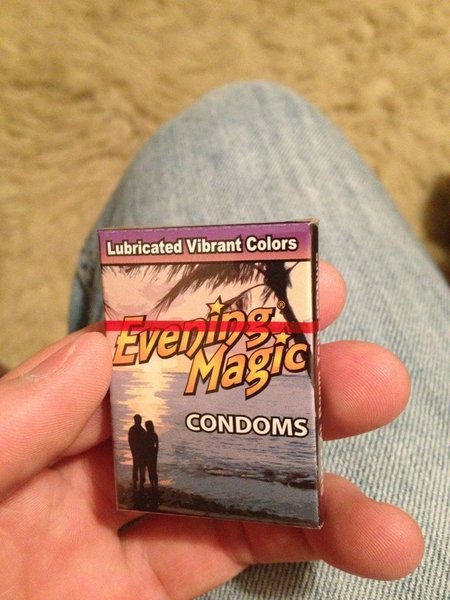 Lubricated Vibrant Colors
Evening®
Magic
CONDOMS